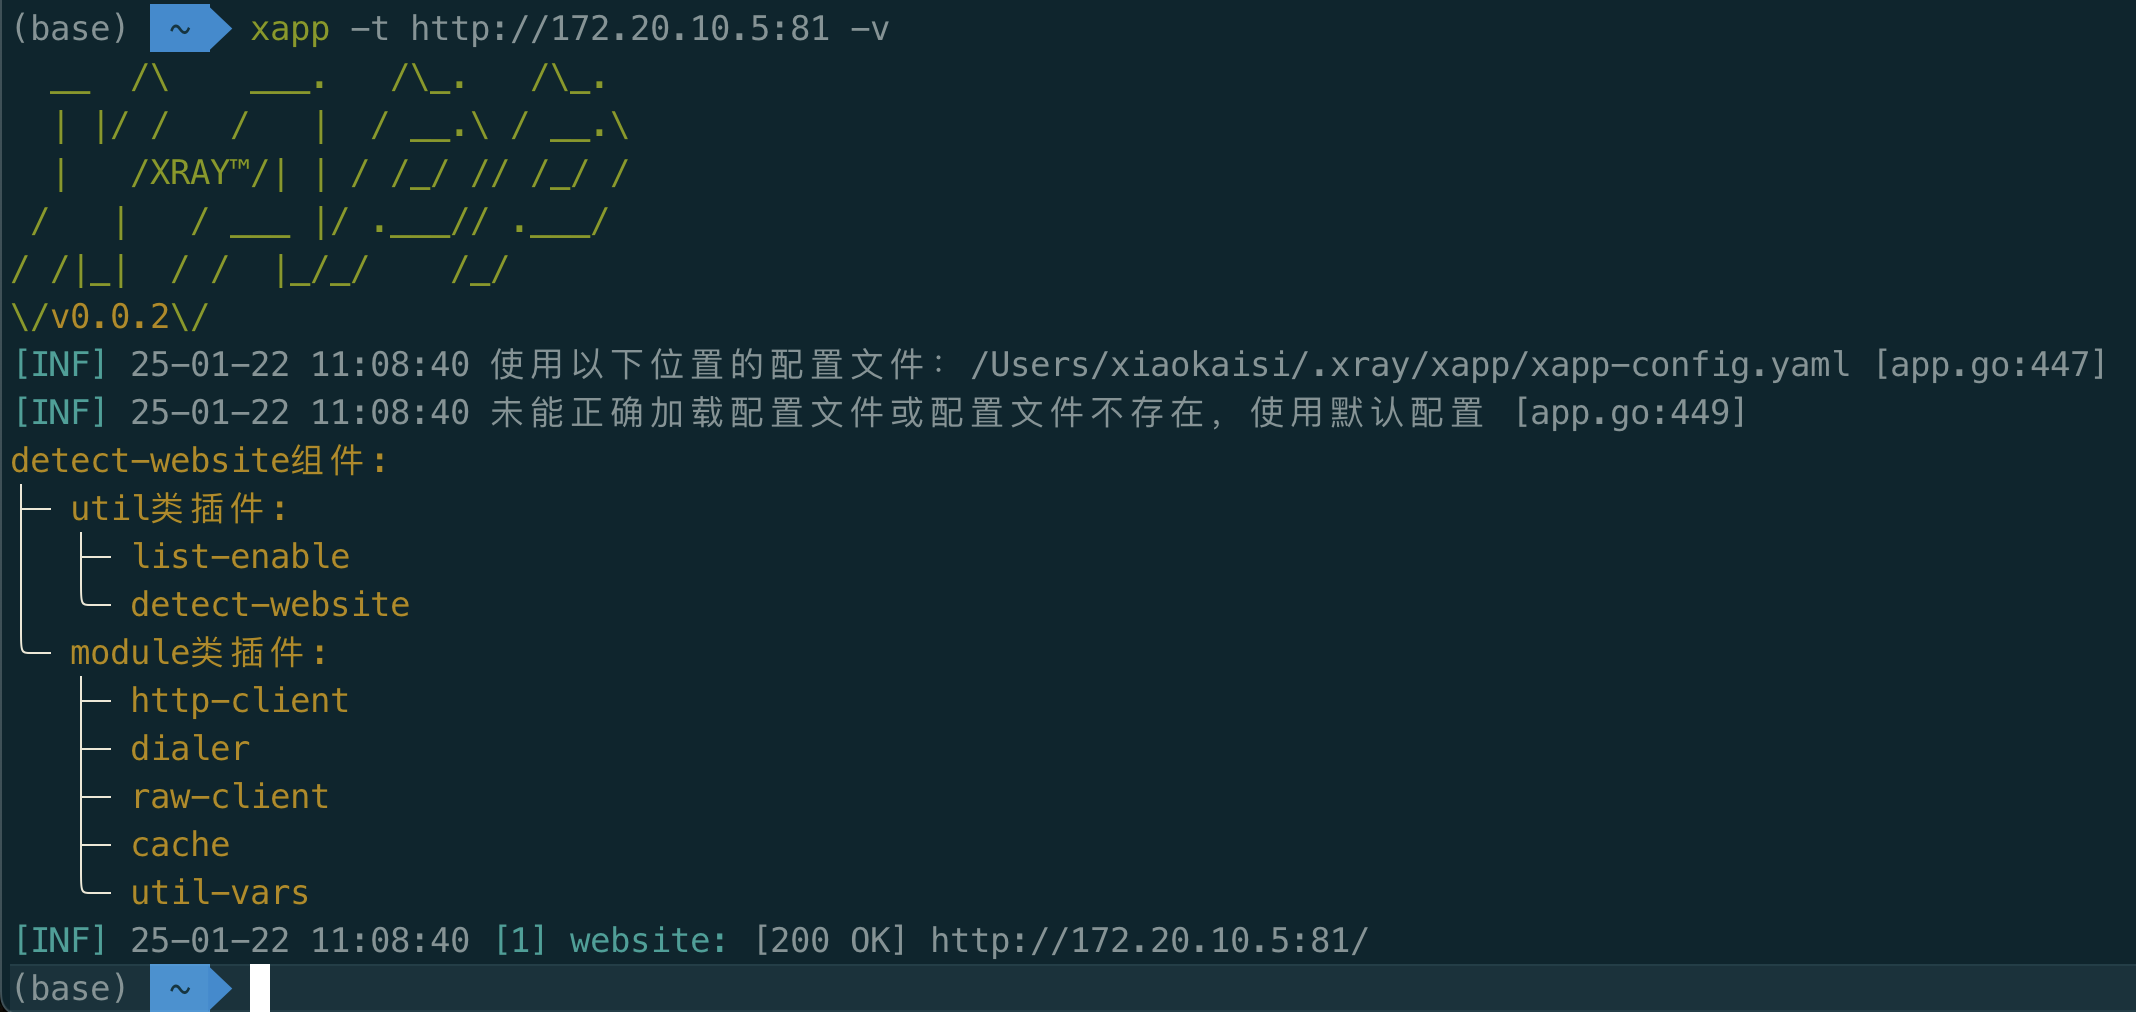 (base) ~ xapp -t http://172.20.10.5:81 -v
  __  /\    ___.   /\_.   /\_.
  | |/ /   /   |  / __.\ / __.\
  |   /XRAY™/| | / /_/ // /_/ /
 /   |   / ___ |/ .___// .___/
/ /|_|  / /  |_/_/    /_/
\/v0.0.2\/
[INF] 25-01-22 11:08:40 使用以下位置的配置文件：/Users/xiaokaisi/.xray/xapp/xapp-config.yaml [app.go:447]
[INF] 25-01-22 11:08:40 未能正确加载配置文件或配置文件不存在，使用默认配置 [app.go:449]
detect-website组件:
├─ util类插件:
│  ├─ list-enable
│  ╰─ detect-website
╰─ module类插件:
   ├─ http-client
   ├─ dialer
   ├─ raw-client
   ├─ cache
   ╰─ util-vars
[INF] 25-01-22 11:08:40 [1] website: [200 OK] http://172.20.10.5:81/
(base) ~